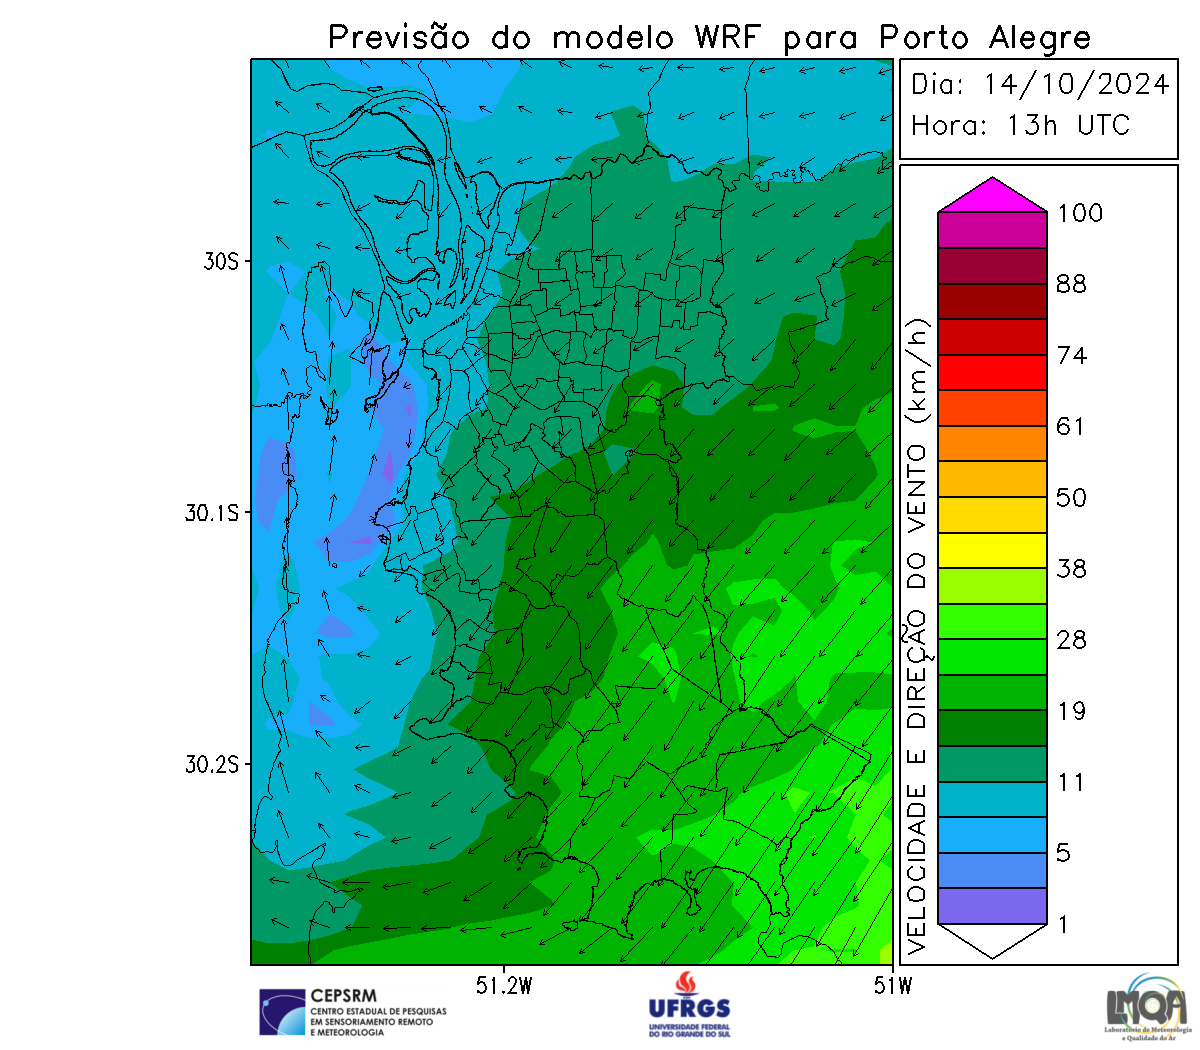 Previsão do modelo WRF para Porto Alegre
Dia: 14/10/2024
Hora: 13h UTC
30S
30.1S
30.2S
51.2W
51W
VELOCIDADE E DIREÇÃO DO VENTO (km/h)
100
88
74
61
50
38
28
19
11
5
1
CEPSRM
CENTRO ESTADUAL DE PESQUISAS
EM SENSORIAMENTO REMOTO
E METEOROLOGIA
UFRGS
UNIVERSIDADE FEDERAL
DO RIO GRANDE DO SUL
LMQA
Laboratório de Meteorologia
e Qualidade do Ar